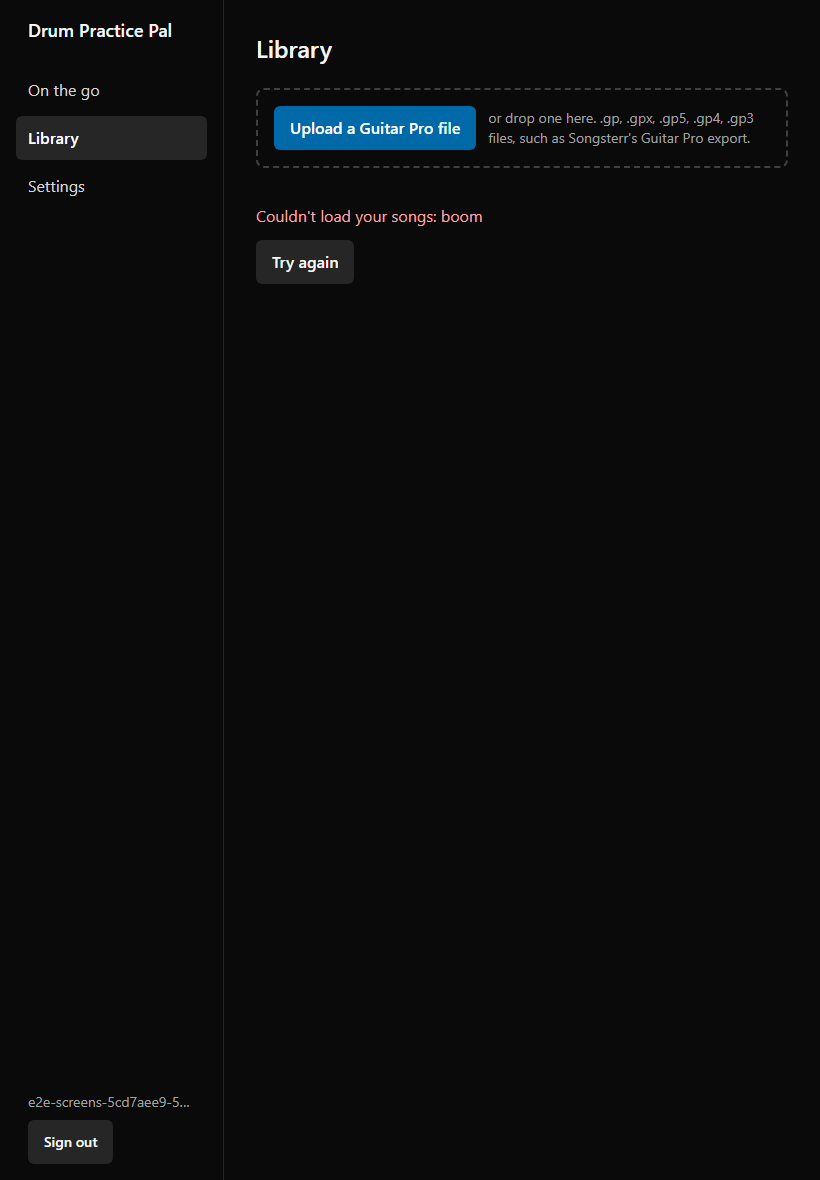 Drum Practice Pal
On the go
Library
Settings
Library
Upload a Guitar Pro file
or drop one here. .gp, .gpx, .gp5, .gp4, .gp3
files, such as Songsterr's Guitar Pro export.
Couldn't load your songs: boom
Try again
e2e-screens-5cd7aee9-5...
Sign out